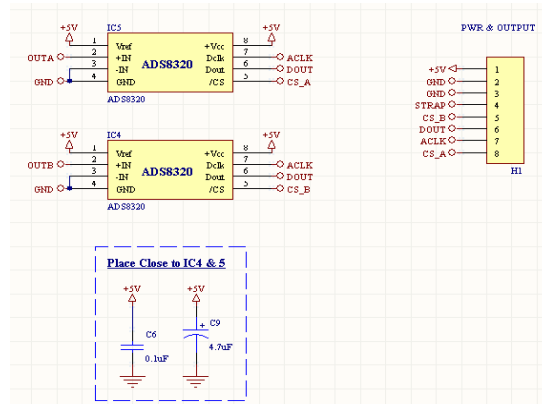 +5V IC5 +5V
1 Vref +Vcc 8
OUTA 2 +IN Dclk 7 ACLK
3 -IN ADS8320 Dout 6 DOUT
GND 4 GND /CS 5 CS_A
ADS8320
PWR & OUTPUT
+5V 1
GND 2
GND 3
STRAP 4
CS_B 5
DOUT 6
ACLK 7
CS_A 8
H1
+5V IC4 +5V
1 Vref +Vcc 8
OUTB 2 +IN Dclk 7 ACLK
3 -IN ADS8320 Dout 6 DOUT
GND 4 GND /CS 5 CS_B
ADS8320
Place Close to IC4 & 5
+5V +5V
C6 + C9
0.1uF 4.7uF